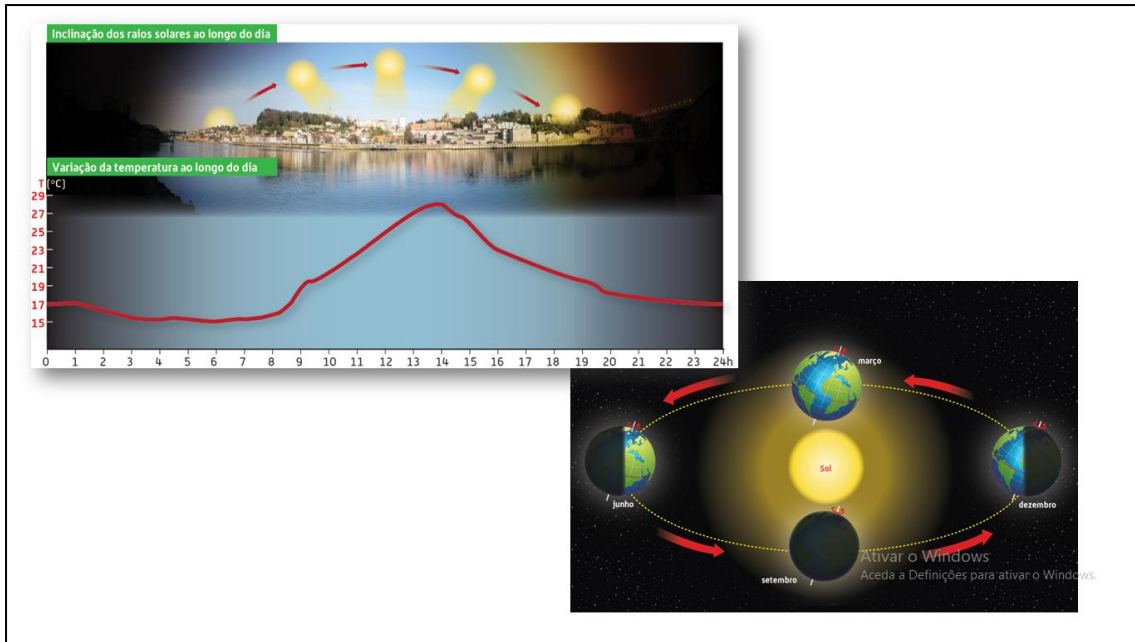 Inclinação dos raios solares ao longo do dia
Variação da temperatura ao longo do dia
T (°C)
29
27
25
23
21
19
17
15
0 1 2 3 4 5 6 7 8 9 10 11 12 13 14 15 16 17 18 19 20 21 22 23 24h
março
Sol
junho
dezembro
setembro
Ativar o Windows
Aceda a Definições para ativar o Windows.